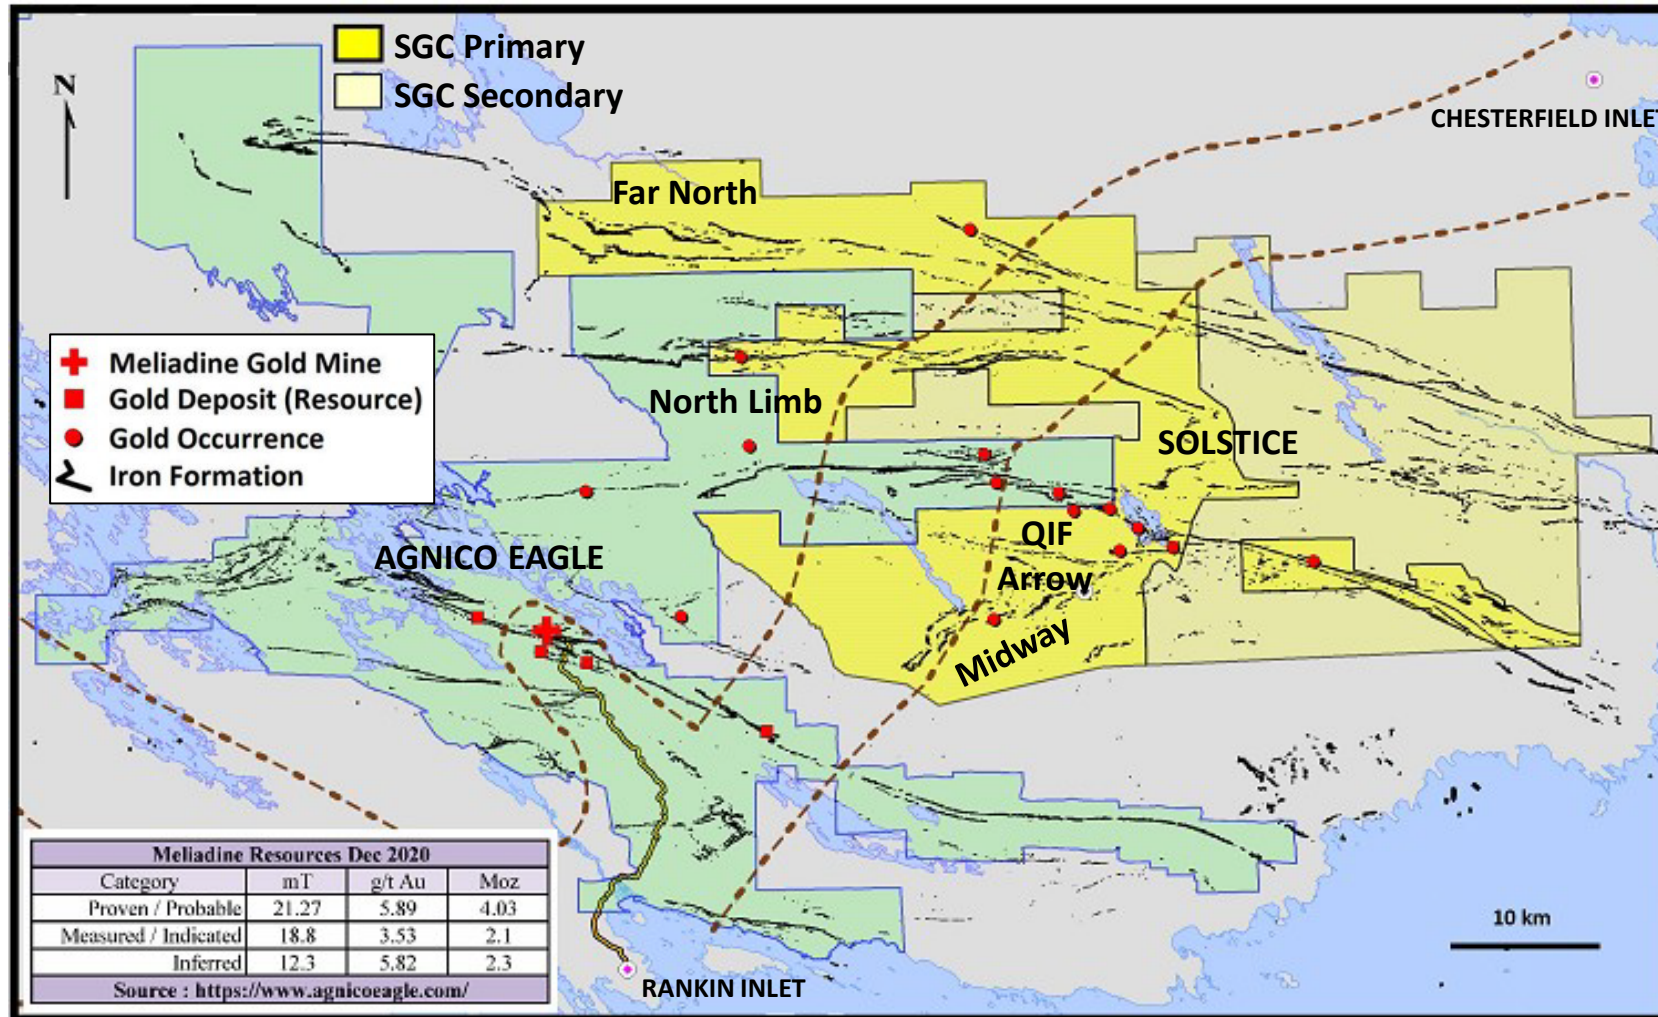 SGC Primary
SGC Secondary
N
CHESTERFIELD INLET
Far North
Meliadine Gold Mine
Gold Deposit (Resource)
Gold Occurrence
Iron Formation
North Limb
SOLSTICE
AGNICO EAGLE
QIF
Arrow
Midway
Meliadine Resources Dec 2020
Category mT g/t Au Moz
Proven / Probable 21.27 5.89 4.03
Measured / Indicated 18.8 3.53 2.1
Inferred 12.3 5.82 2.3
Source : https://www.agnicoeagle.com/
10 km
RANKIN INLET